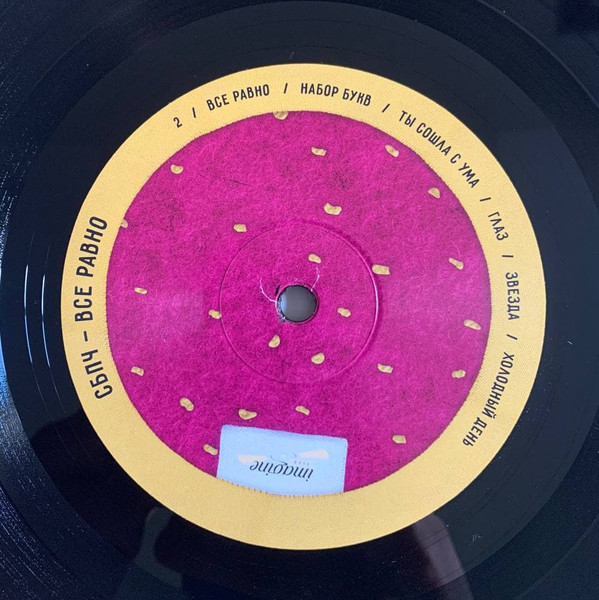 СБПЧ – ВСЕ РАВНО
2 / ВСЕ РАВНО / НАБОР БУКВ / ТЫ СОШЛА С УМА / ГЛАЗ / ЗВЕЗДА / ХОЛОДНЫЙ ДЕНЬ
imagine